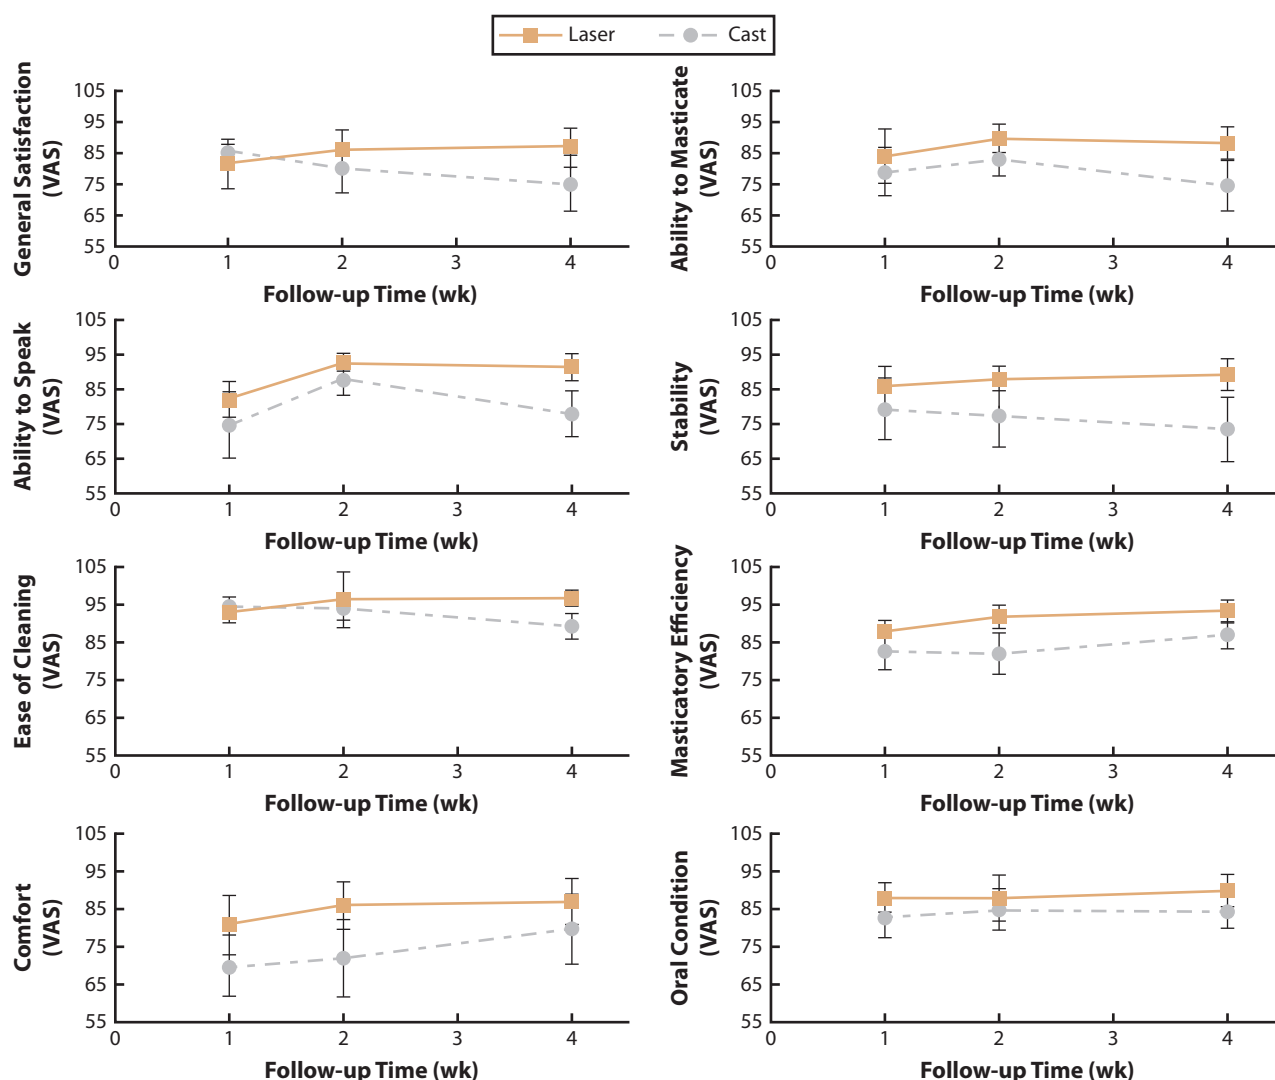 Laser Cast
General Satisfaction
(VAS)
105
95
85
75
65
55
0 1 2 3 4
Follow-up Time (wk)
Ability to Masticate
(VAS)
105
95
85
75
65
55
0 1 2 3 4
Follow-up Time (wk)
Ability to Speak
(VAS)
105
95
85
75
65
55
0 1 2 3 4
Follow-up Time (wk)
Stability
(VAS)
105
95
85
75
65
55
0 1 2 3 4
Follow-up Time (wk)
Ease of Cleaning
(VAS)
105
95
85
75
65
55
0 1 2 3 4
Follow-up Time (wk)
Masticatory Efficiency
(VAS)
105
95
85
75
65
55
0 1 2 3 4
Follow-up Time (wk)
Comfort
(VAS)
105
95
85
75
65
55
0 1 2 3 4
Follow-up Time (wk)
Oral Condition
(VAS)
105
95
85
75
65
55
0 1 2 3 4
Follow-up Time (wk)